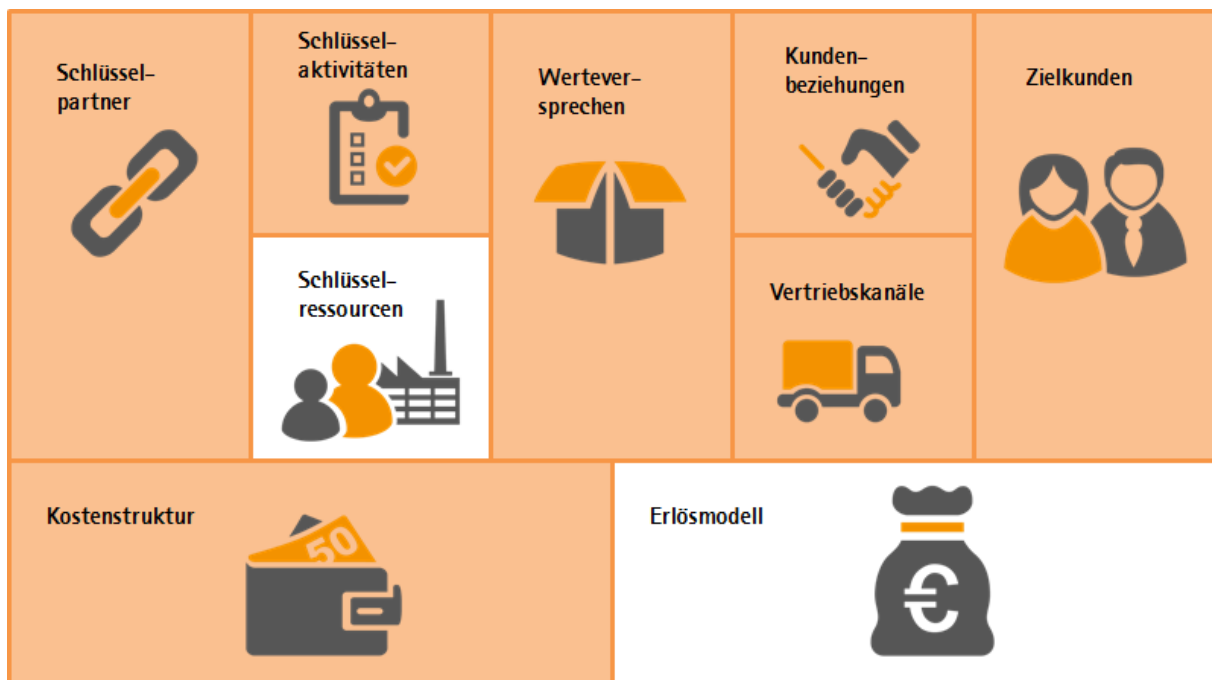 Schlüssel-
partner
Schlüssel-
aktivitäten
Wertever-
sprechen
Kunden-
beziehungen
Zielkunden
Schlüssel-
ressourcen
Vertriebskanäle
Kostenstruktur
50
Erlösmodell
€